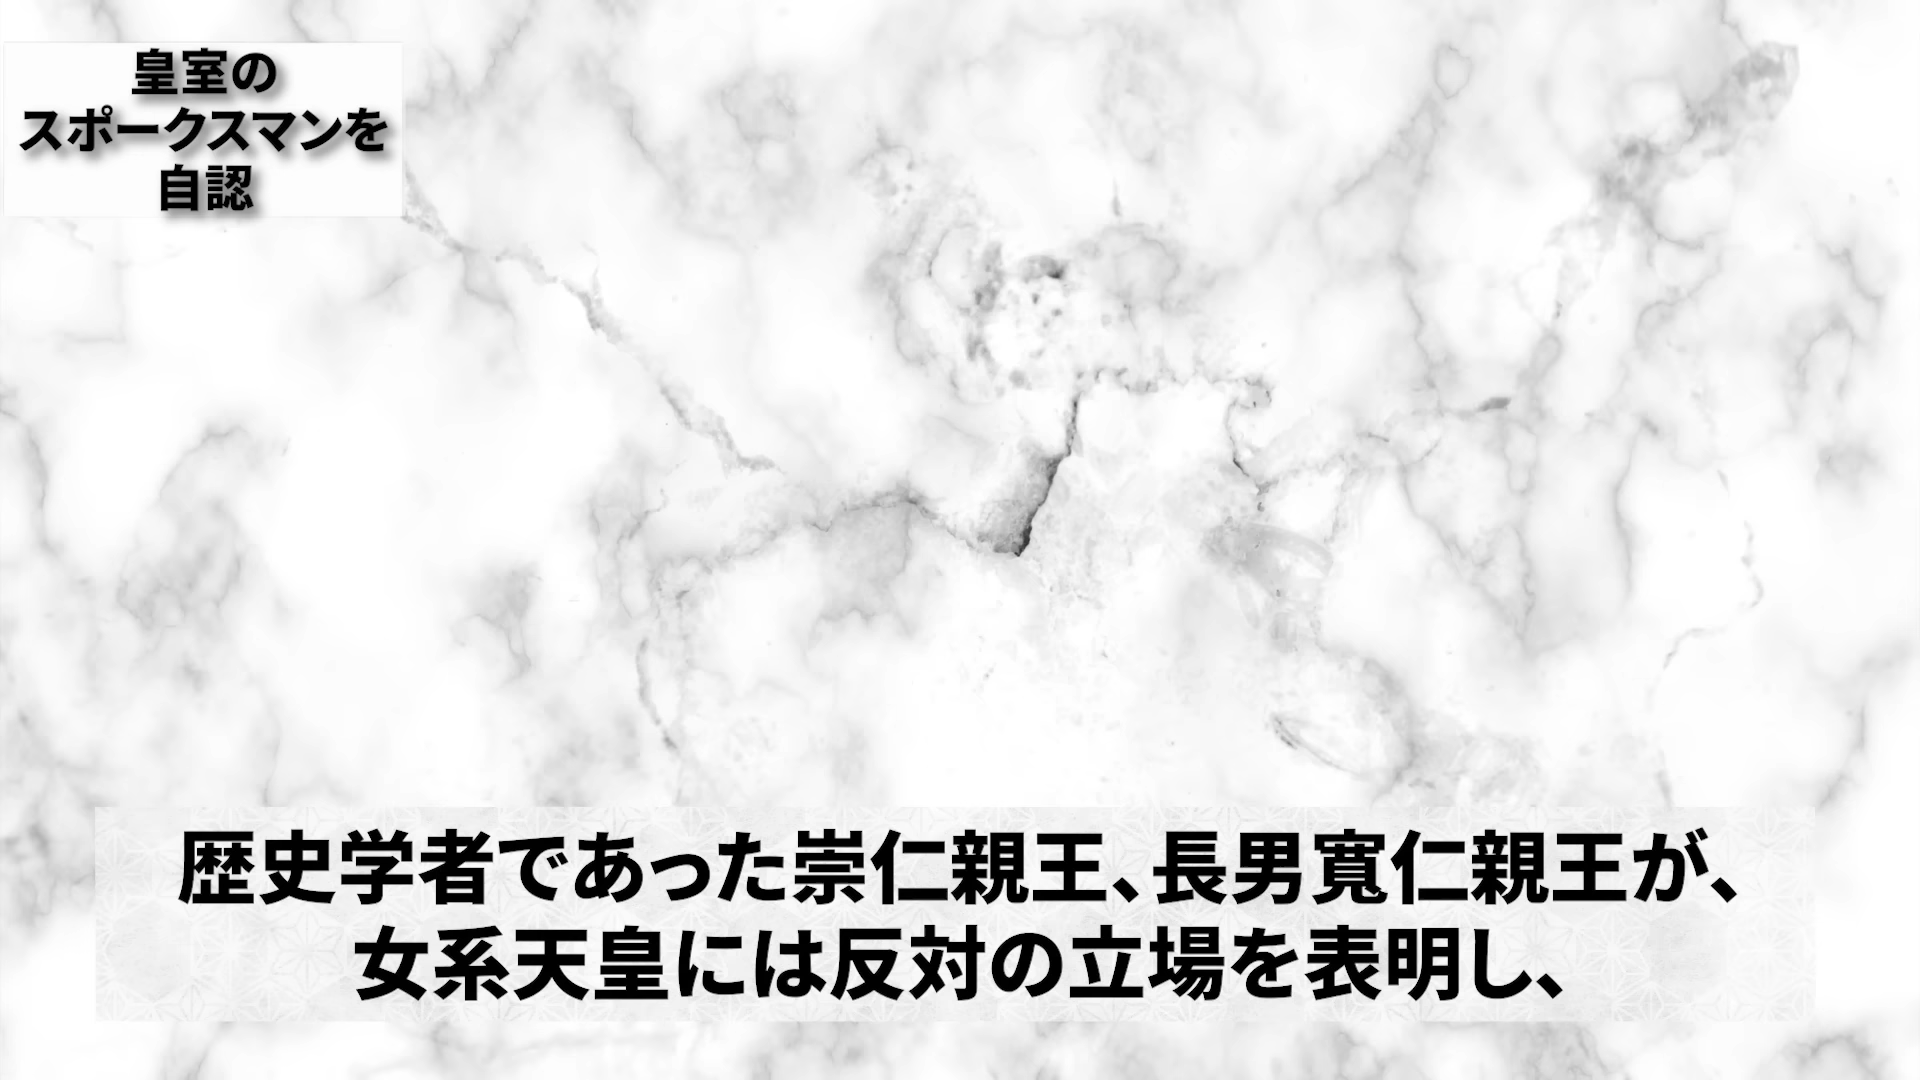 皇室の
スポークスマンを
自認
歴史学者であった崇仁親王、長男寬仁親王が、
女系天皇には反対の立場を表明し、